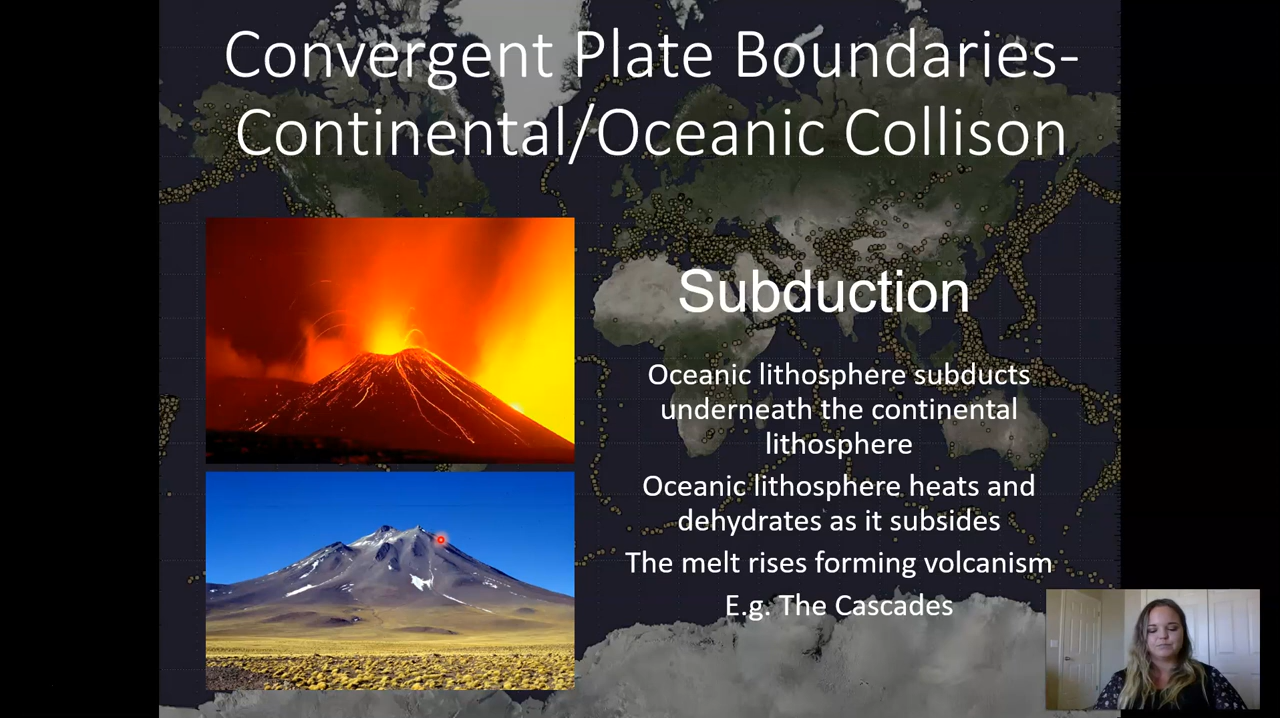 Convergent Plate Boundaries-
Continental/Oceanic Collison
Subduction
Oceanic lithosphere subducts
underneath the continental
lithosphere
Oceanic lithosphere heats and
dehydrates as it subsides
The melt rises forming volcanism
E.g. The Cascades